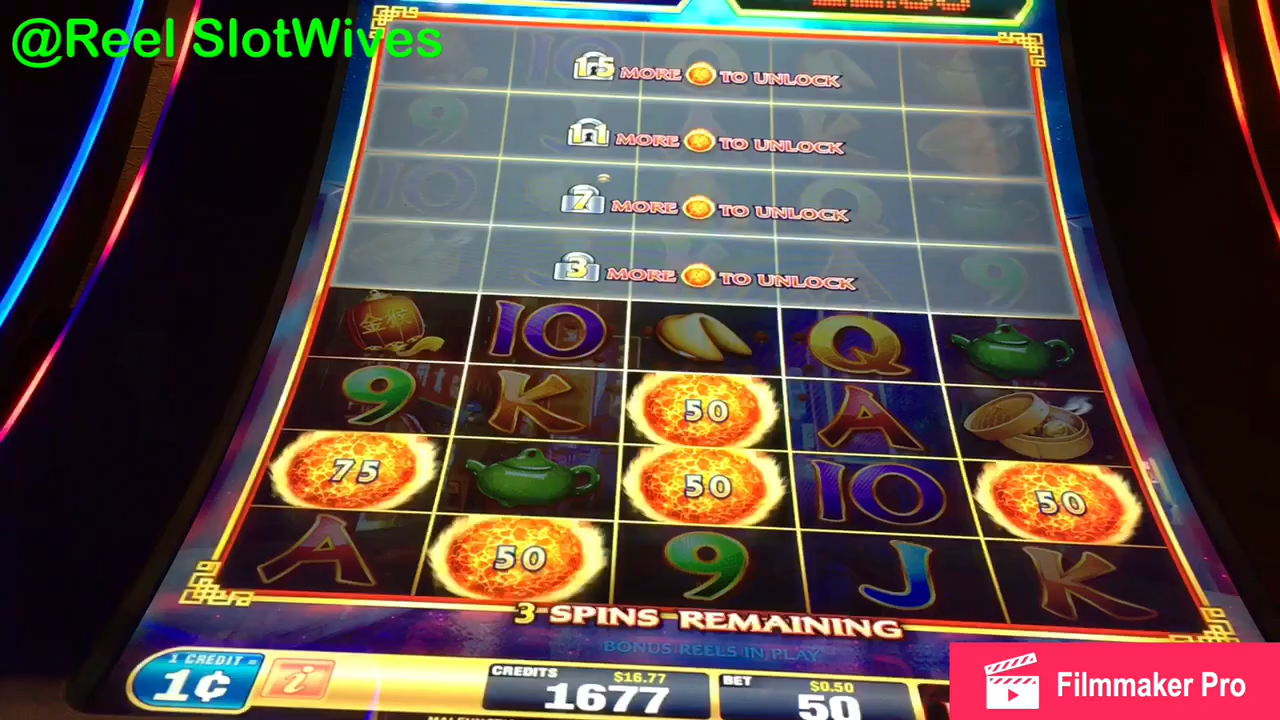 @Reel SlotWives
15 MORE TO UNLOCK
11 MORE TO UNLOCK
7 MORE TO UNLOCK
3 MORE TO UNLOCK
10 Q
9 K 50 A
75 50 10 50
A 50 9 J K
3 SPINS REMAINING
BONUS REELS IN PLAY
1 CREDIT =
1¢
i
CREDITS $16.77
1677
BET $0.50
50
Filmmaker Pro